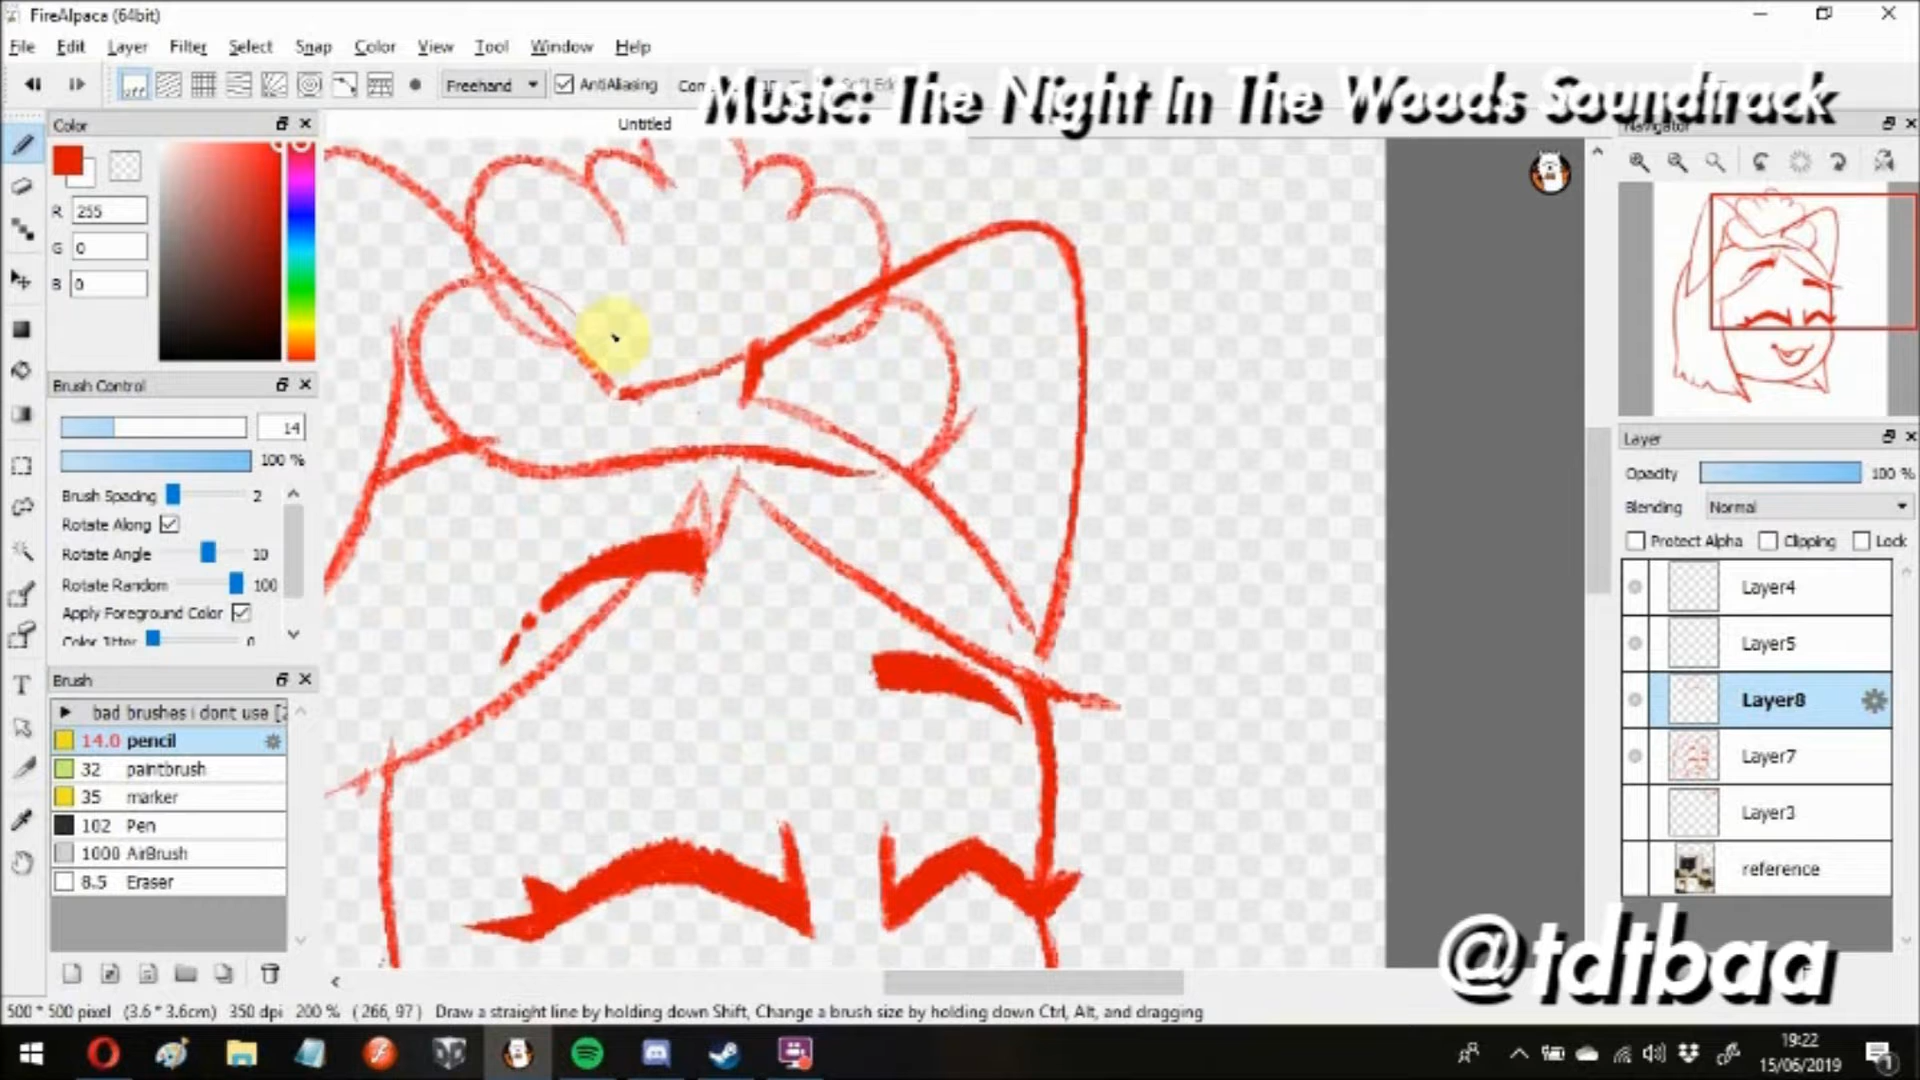 FireAlpaca (64bit)
File Edit Layer Filter Select Snap Color View Tool Window Help
off Freehand AntiAliasing
Music: The Night In The Woods Soundtrack
Color
Untitled
Navigator
R 255
G 0
B 0
Brush Control
14
100 %
Brush Spacing 2
Rotate Along
Rotate Angle 10
Rotate Random 100
Apply Foreground Color
Color Jitter 0
Brush
bad brushes i dont use
14.0 pencil
32 paintbrush
35 marker
102 Pen
1000 AirBrush
8.5 Eraser
Layer
Opacity 100 %
Blending Normal
Protect Alpha Clipping Lock
Layer4
Layer5
Layer8
Layer7
Layer3
reference
@tdtbaa
500 * 500 pixel (3.6 * 3.6cm) 350 dpi 200 % (266, 97) Draw a straight line by holding down Shift, Change a brush size by holding down Ctrl, Alt, and dragging
19:22
15/06/2019